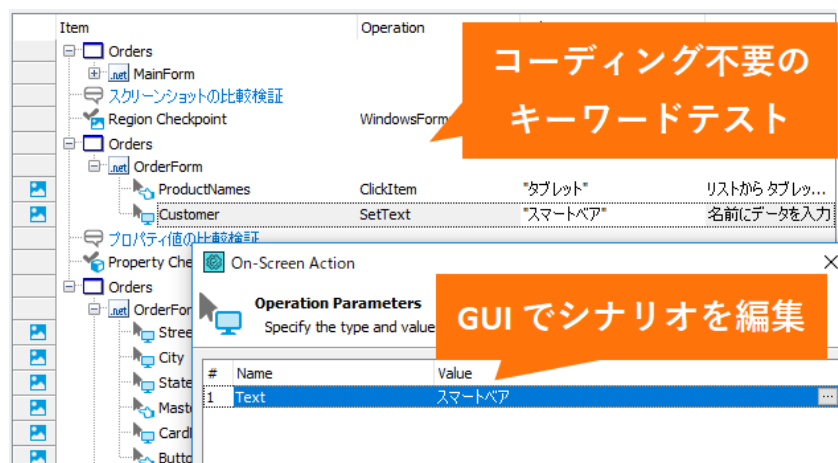 Item Operation
Orders
MainForm
スクリーンショットの比較検証
Region Checkpoint WindowsForm
Orders
OrderForm
ProductNames ClickItem "タブレット" リストから タブレッ...
Customer SetText "スマートベア" 名前にデータを入力
プロパティ値の比較検証
Property Che
Orders
OrderFor
Stree
City
State
Mast
Card
Butto
コーディング不要の
キーワードテスト
On-Screen Action
Operation Parameters
Specify the type and value
GUI でシナリオを編集
# Name Value
1 Text スマートベア